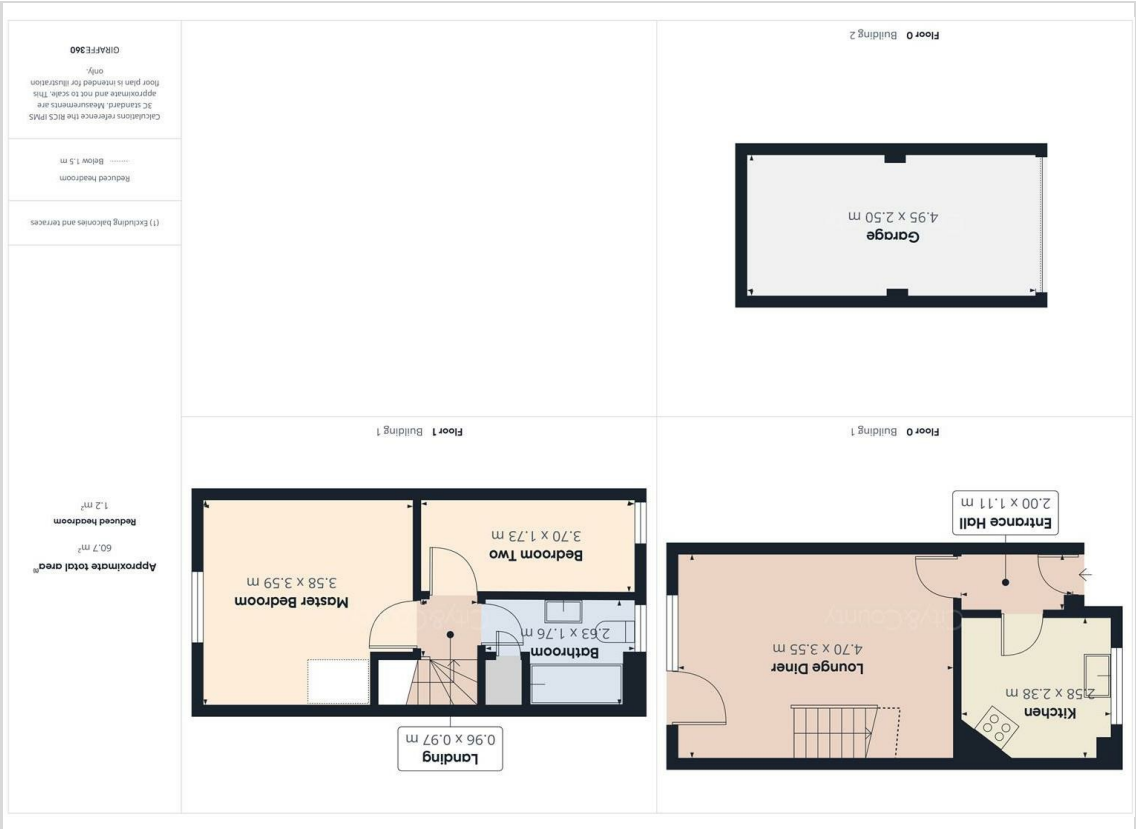 Floor 0 Building 1
Kitchen
2.58 x 2.38 m
Lounge Diner
4.70 x 3.55 m
Entrance Hall
2.00 x 1.11 m
City&County
Floor 1 Building 1
Landing
0.96 x 0.97 m
Bathroom
2.63 x 1.76 m
Master Bedroom
3.58 x 3.59 m
Bedroom Two
3.70 x 1.73 m
City&County
Floor 0 Building 2
Garage
4.95 x 2.50 m
Approximate total area(1)
60.7 m²
Reduced headroom
1.2 m²
(1) Excluding balconies and terraces
Reduced headroom
Below 1.5 m
Calculations reference the RICS IPMS
3C standard. Measurements are
approximate and not to scale. This
floor plan is intended for illustration
only.
GIRAFFE360